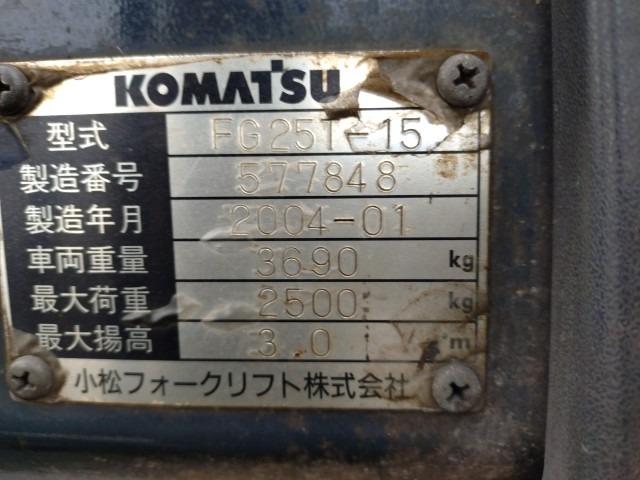 KOMATSU
型式 FG25T-15
製造番号 577848
製造年月 2004-01
車両重量 3690 kg
最大荷重 2500 kg
最大揚高 3.0 m
小松フォークリフト株式会社